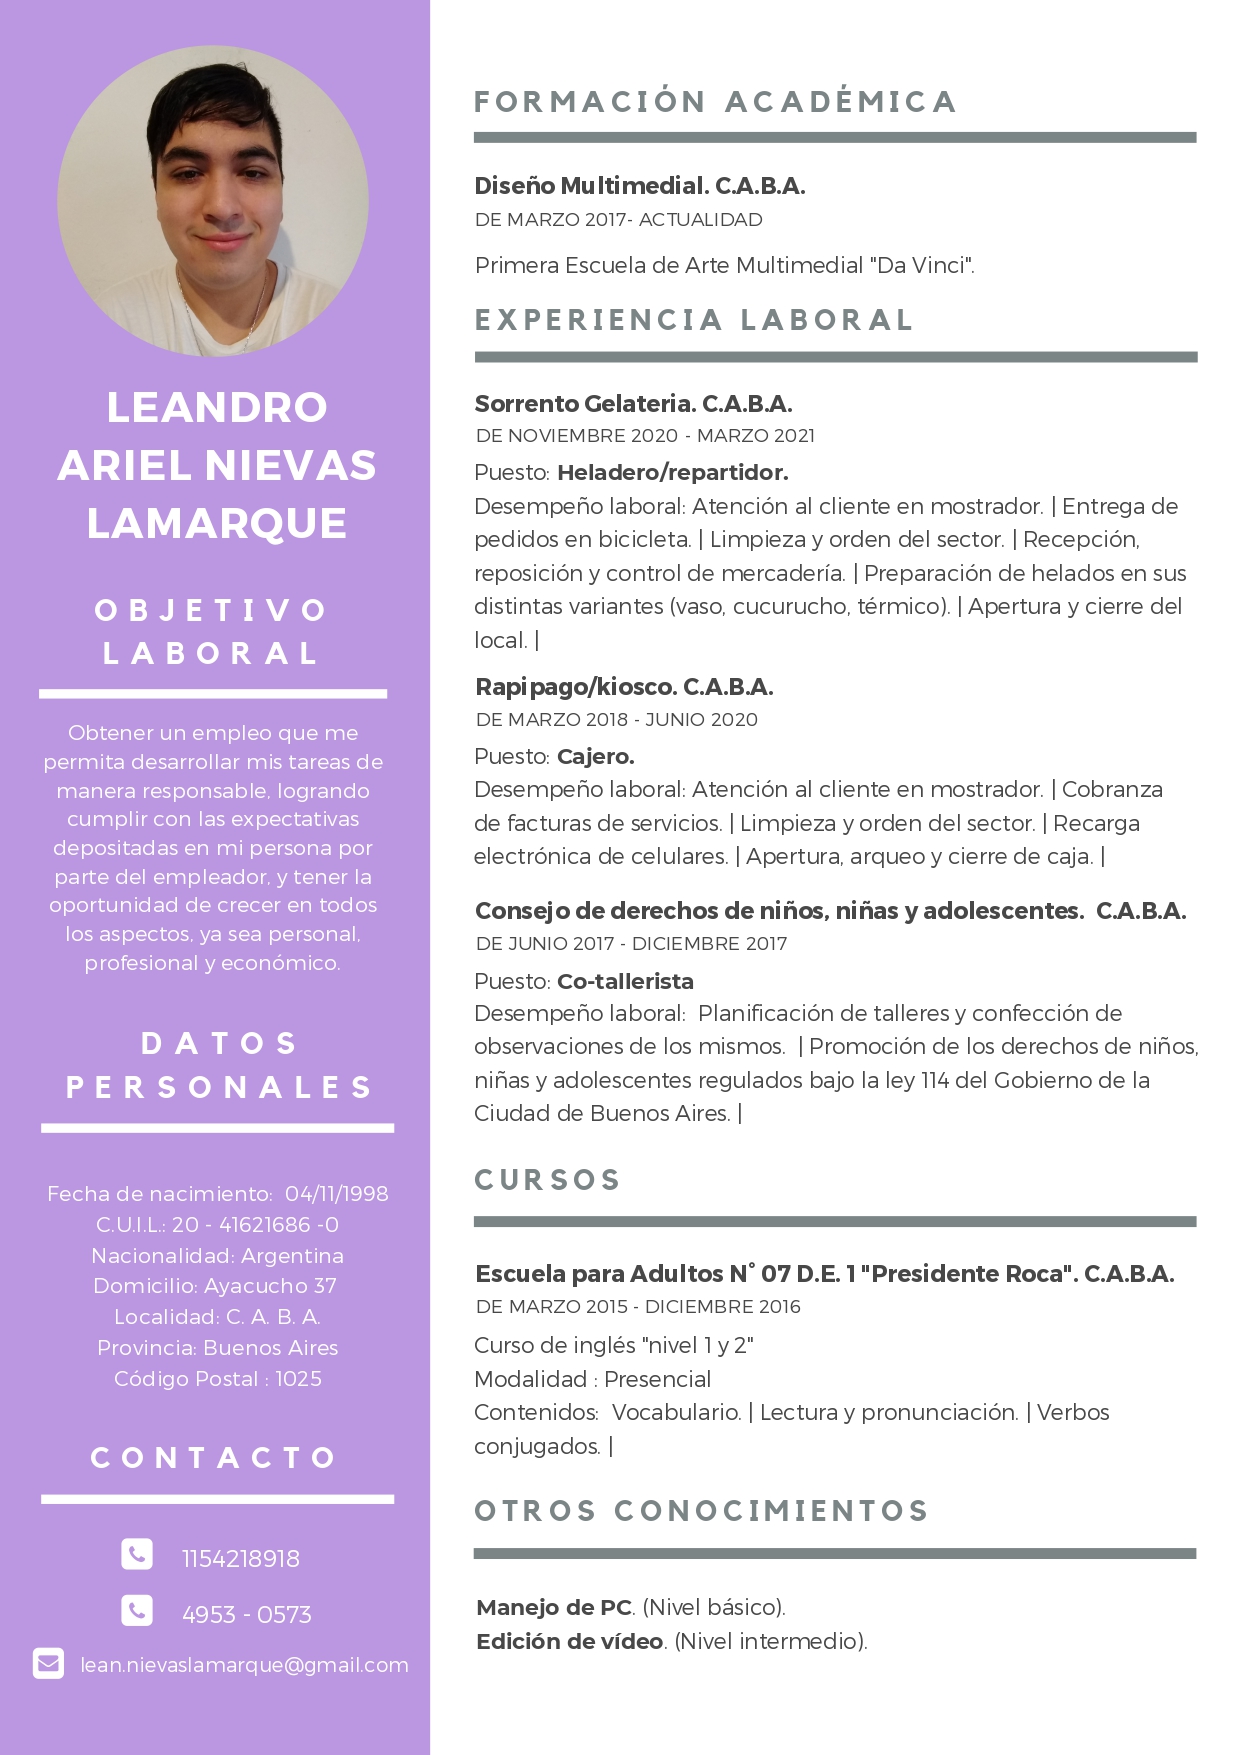 LEANDRO
ARIEL NIEVAS
LAMARQUE
OBJETIVO
LABORAL
Obtener un empleo que me
permita desarrollar mis tareas de
manera responsable, logrando
cumplir con las expectativas
depositadas en mi persona por
parte del empleador, y tener la
oportunidad de crecer en todos
los aspectos, ya sea personal,
profesional y económico.
DATOS
PERSONALES
Fecha de nacimiento:  04/11/1998
C.U.I.L.: 20 - 41621686 -0
Nacionalidad: Argentina
Domicilio: Ayacucho 37
Localidad: C. A. B. A.
Provincia: Buenos Aires
Código Postal : 1025
CONTACTO
1154218918
4953 - 0573
lean.nievaslamarque@gmail.com
FORMACIÓN ACADÉMICA
Diseño Multimedial. C.A.B.A.
DE MARZO 2017- ACTUALIDAD
Primera Escuela de Arte Multimedial "Da Vinci".
EXPERIENCIA LABORAL
Sorrento Gelateria. C.A.B.A.
DE NOVIEMBRE 2020 - MARZO 2021
Puesto: Heladero/repartidor.
Desempeño laboral: Atención al cliente en mostrador. | Entrega de
pedidos en bicicleta. | Limpieza y orden del sector. | Recepción,
reposición y control de mercadería. | Preparación de helados en sus
distintas variantes (vaso, cucurucho, térmico). | Apertura y cierre del
local. |
Rapipago/kiosco. C.A.B.A.
DE MARZO 2018 - JUNIO 2020
Puesto: Cajero.
Desempeño laboral: Atención al cliente en mostrador. | Cobranza
de facturas de servicios. | Limpieza y orden del sector. | Recarga
electrónica de celulares. | Apertura, arqueo y cierre de caja. |
Consejo de derechos de niños, niñas y adolescentes.  C.A.B.A.
DE JUNIO 2017 - DICIEMBRE 2017
Puesto: Co-tallerista
Desempeño laboral:  Planificación de talleres y confección de
observaciones de los mismos.  | Promoción de los derechos de niños,
niñas y adolescentes regulados bajo la ley 114 del Gobierno de la
Ciudad de Buenos Aires. |
CURSOS
Escuela para Adultos N° 07 D.E. 1 "Presidente Roca". C.A.B.A.
DE MARZO 2015 - DICIEMBRE 2016
Curso de inglés "nivel 1 y 2"
Modalidad : Presencial
Contenidos:  Vocabulario. | Lectura y pronunciación. | Verbos
conjugados. |
OTROS CONOCIMIENTOS
Manejo de PC. (Nivel básico).
Edición de vídeo. (Nivel intermedio).